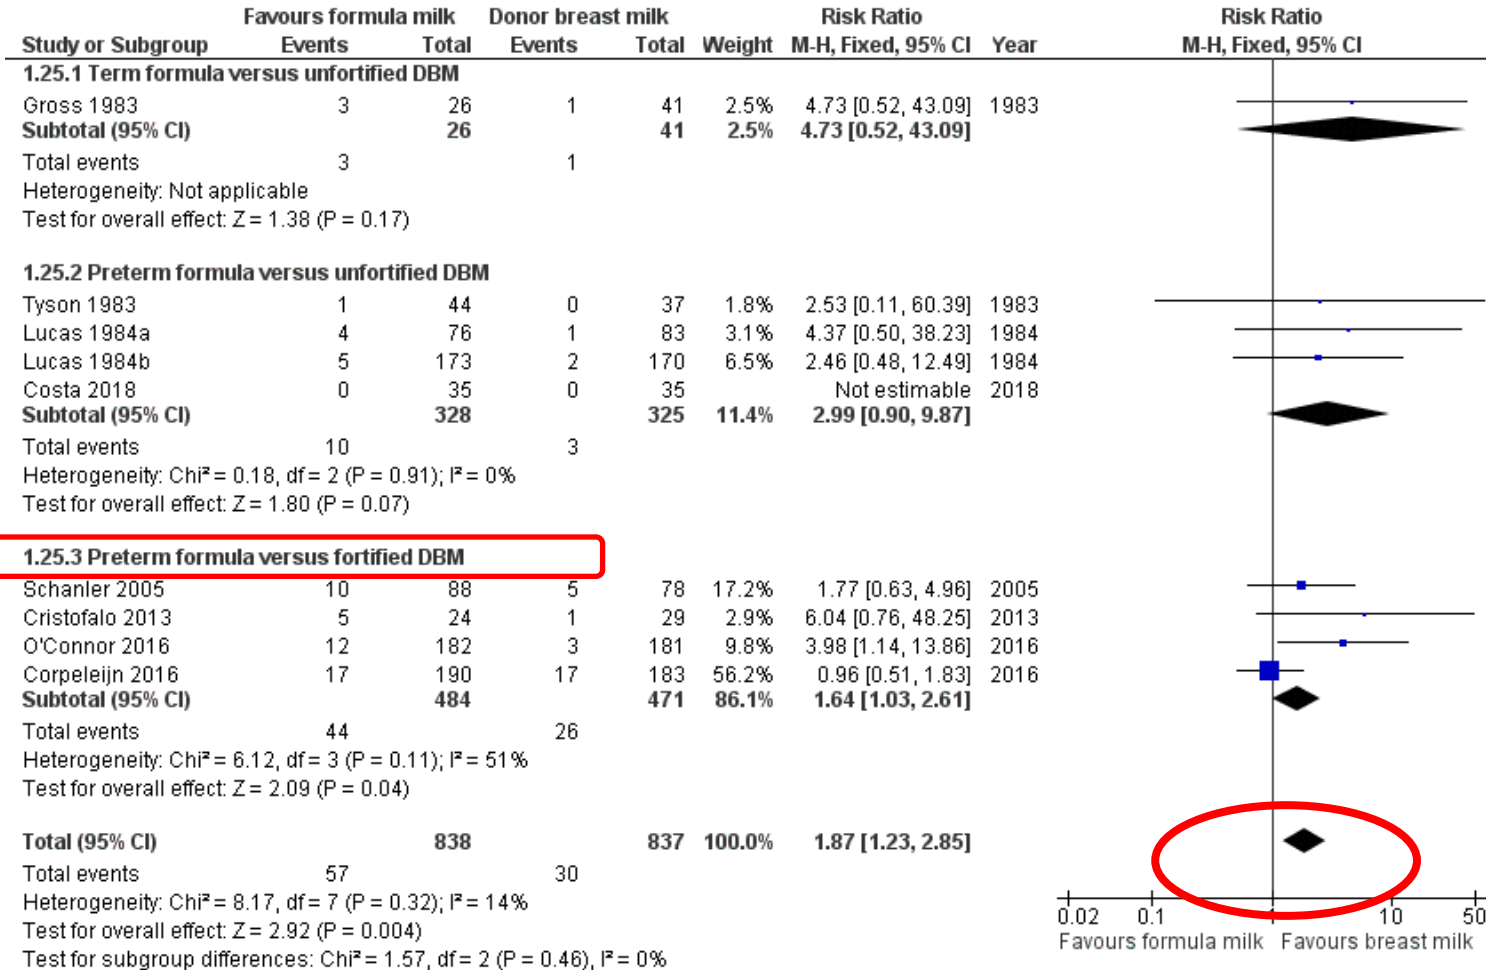 Favours formula milk Donor breast milk Risk Ratio Risk Ratio
Study or Subgroup Events Total Events Total Weight M-H, Fixed, 95% CI Year M-H, Fixed, 95% CI
1.25.1 Term formula versus unfortified DBM
Gross 1983 3 26 1 41 2.5% 4.73 [0.52, 43.09] 1983
Subtotal (95% CI) 26 41 2.5% 4.73 [0.52, 43.09]
Total events 3 1
Heterogeneity: Not applicable
Test for overall effect: Z = 1.38 (P = 0.17)
1.25.2 Preterm formula versus unfortified DBM
Tyson 1983 1 44 0 37 1.8% 2.53 [0.11, 60.39] 1983
Lucas 1984a 4 76 1 83 3.1% 4.37 [0.50, 38.23] 1984
Lucas 1984b 5 173 2 170 6.5% 2.46 [0.48, 12.49] 1984
Costa 2018 0 35 0 35 Not estimable 2018
Subtotal (95% CI) 328 325 11.4% 2.99 [0.90, 9.87]
Total events 10 3
Heterogeneity: Chi² = 0.18, df = 2 (P = 0.91); I² = 0%
Test for overall effect: Z = 1.80 (P = 0.07)
1.25.3 Preterm formula versus fortified DBM
Schanler 2005 10 88 5 78 17.2% 1.77 [0.63, 4.96] 2005
Cristofalo 2013 5 24 1 29 2.9% 6.04 [0.76, 48.25] 2013
O'Connor 2016 12 182 3 181 9.8% 3.98 [1.14, 13.86] 2016
Corpeleijn 2016 17 190 17 183 56.2% 0.96 [0.51, 1.83] 2016
Subtotal (95% CI) 484 471 86.1% 1.64 [1.03, 2.61]
Total events 44 26
Heterogeneity: Chi² = 6.12, df = 3 (P = 0.11); I² = 51%
Test for overall effect: Z = 2.09 (P = 0.04)
Total (95% CI) 838 837 100.0% 1.87 [1.23, 2.85]
Total events 57 30
Heterogeneity: Chi² = 8.17, df = 7 (P = 0.32); I² = 14%
0.02 0.1 1 10 50
Test for overall effect: Z = 2.92 (P = 0.004)
Favours formula milk Favours breast milk
Test for subgroup differences: Chi² = 1.57, df = 2 (P = 0.46), I² = 0%